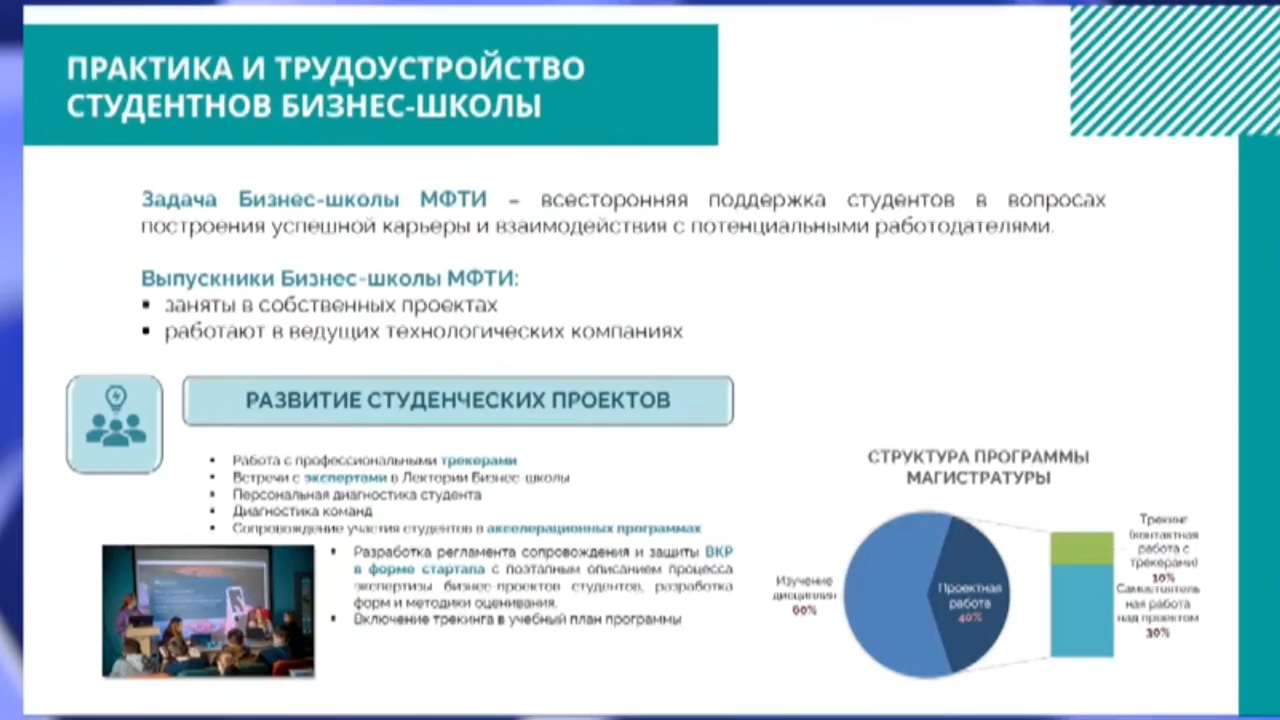 ПРАКТИКА И ТРУДОУСТРОЙСТВО
СТУДЕНТНОВ БИЗНЕС-ШКОЛЫ
Задача Бизнес-школы МФТИ – всесторонняя поддержка студентов в вопросах
построения успешной карьеры и взаимодействия с потенциальными работодателями.
Выпускники Бизнес-школы МФТИ:
▪ заняты в собственных проектах
▪ работают в ведущих технологических компаниях
РАЗВИТИЕ СТУДЕНЧЕСКИХ ПРОЕКТОВ
▪ Работа с профессиональными трекерами
▪ Встречи с экспертами в Лектории Бизнес-школы
▪ Персональная диагностика студента
▪ Диагностика команд
▪ Сопровождение участия студентов в акселерационных программах
▪ Разработка регламента сопровождения и защиты ВКР
в форме стартапа с поэтапным описанием процесса
экспертизы бизнес-проектов студентов, разработка
форм и методики оценивания.
▪ Включение трекинга в учебный план программы
СТРУКТУРА ПРОГРАММЫ
МАГИСТРАТУРЫ
Изучение
дисциплин
60%
Проектная
работа
40%
Трекинг
(контактная
работа с
трекерами)
10%
Самостоятель
ная работа
над проектом
30%